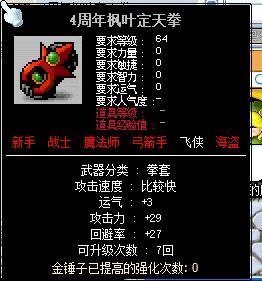 4周年枫叶定天拳
要求等级： 64
要求力量： 0
要求敏捷： 0
要求智力： 0
要求运气： 0
要求人气度： -
道具等级： -
道具经验值： -
新手 战士 魔法师 弓箭手 飞侠 海盗
武器分类： 拳套
攻击速度： 比较快
运气： +3
攻击力： +29
回避率： +27
可升级次数： 7回
金锤子已提高的强化次数: 0